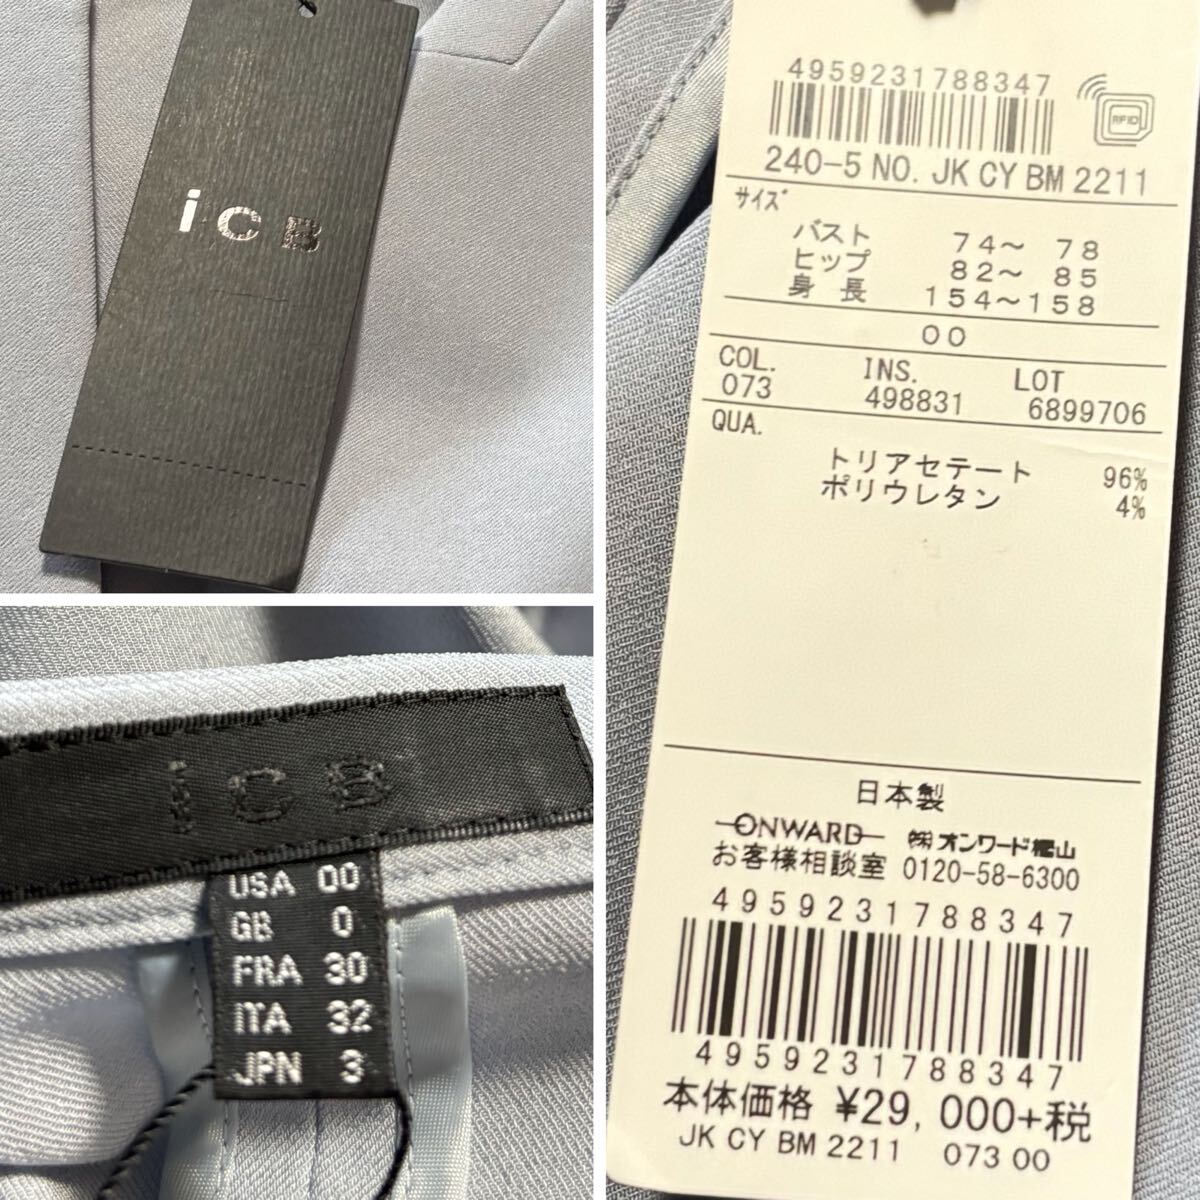 iCB
iCB
USA 00
GB 0
FRA 30
ITA 32
JPN 3
4959231788347
RFID
240-5 NO. JK CY BM 2211
サイズ
バスト 74～ 78
ヒップ 82～ 85
身 長 154～158
00
COL. INS. LOT
073 498831 6899706
QUA.
トリアセテート 96%
ポリウレタン 4%
日本製
ONWARD ㈱オンワード樫山
お客様相談室 0120-58-6300
4959231788347
4959231788347
本体価格 ¥29,000+税
JK CY BM 2211 073 00